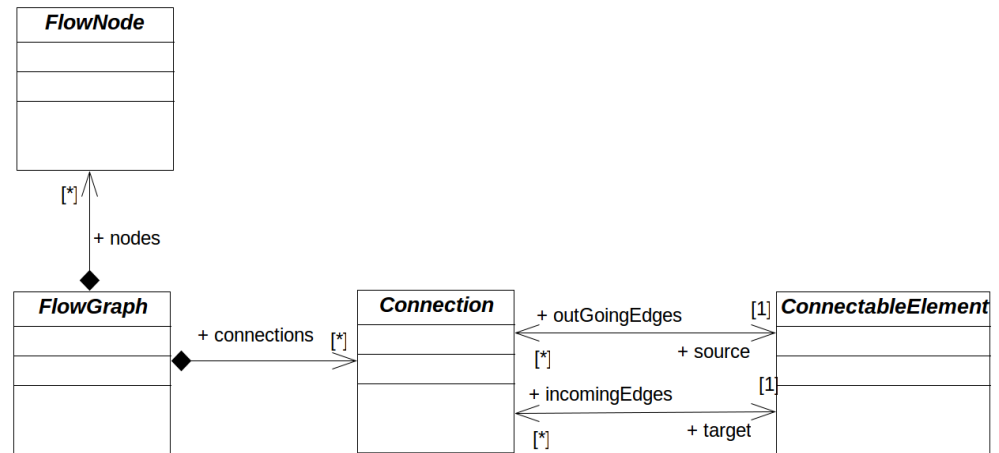 FlowNode
[*]
+ nodes
FlowGraph
+ connections
[*]
Connection
+ outGoingEdges
[1]
[*]
+ source
+ incomingEdges
[1]
[*]
+ target
ConnectableElement